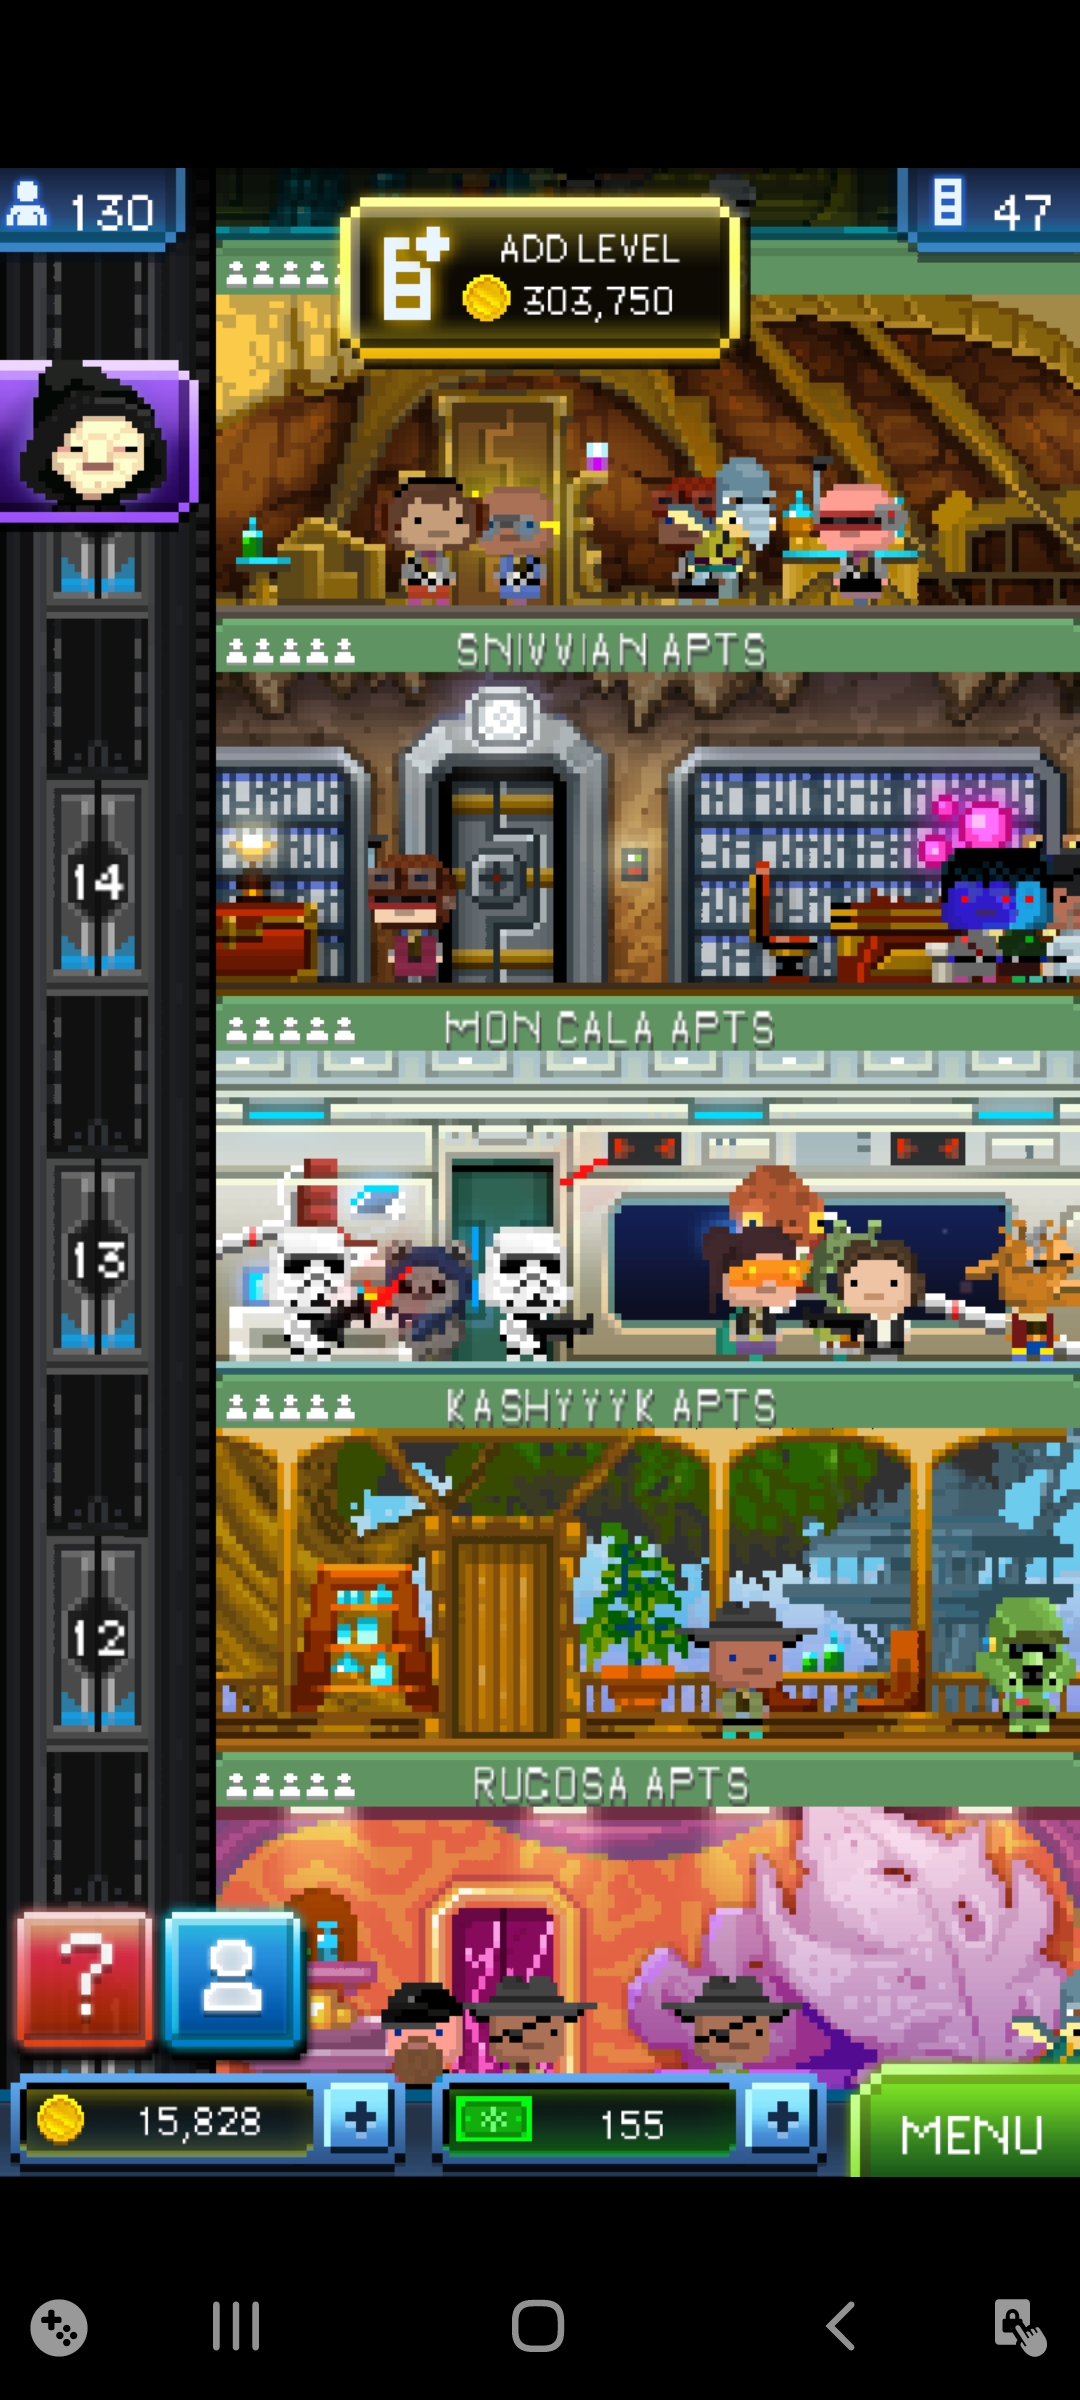 130
47
ADD LEVEL
303,750
SNIVVIAN APTS
14
MON CALA APTS
13
KASHYYYK APTS
12
RUGOSA APTS
?
15,828
+
155
+
MENU